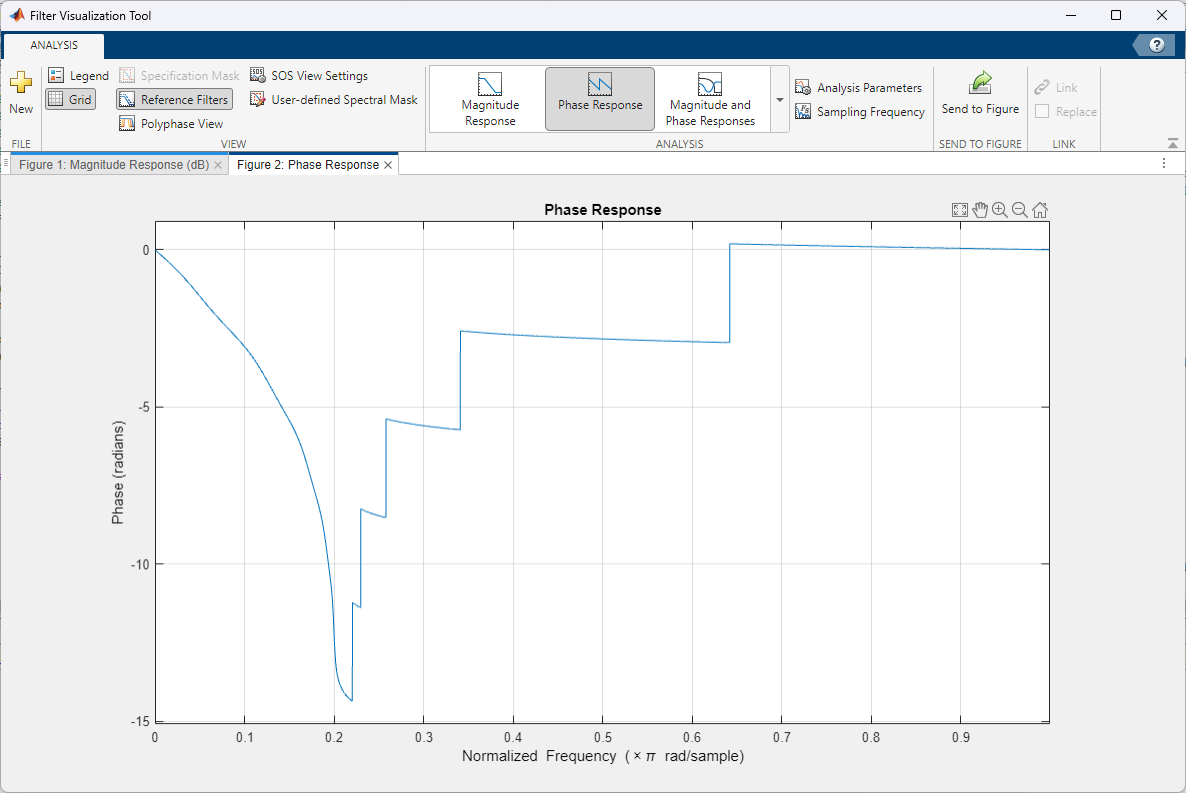 Filter Visualization Tool
ANALYSIS
?
New
Legend
Grid
Specification Mask
Reference Filters
Polyphase View
SOS View Settings
User-defined Spectral Mask
Magnitude
Response
Phase Response
Magnitude and
Phase Responses
Analysis Parameters
Sampling Frequency
Send to Figure
Link
Replace
FILE
VIEW
ANALYSIS
SEND TO FIGURE
LINK
Figure 1: Magnitude Response (dB)
Figure 2: Phase Response
Phase Response
0
-5
-10
-15
Phase (radians)
0 0.1 0.2 0.3 0.4 0.5 0.6 0.7 0.8 0.9
Normalized Frequency (× π rad/sample)